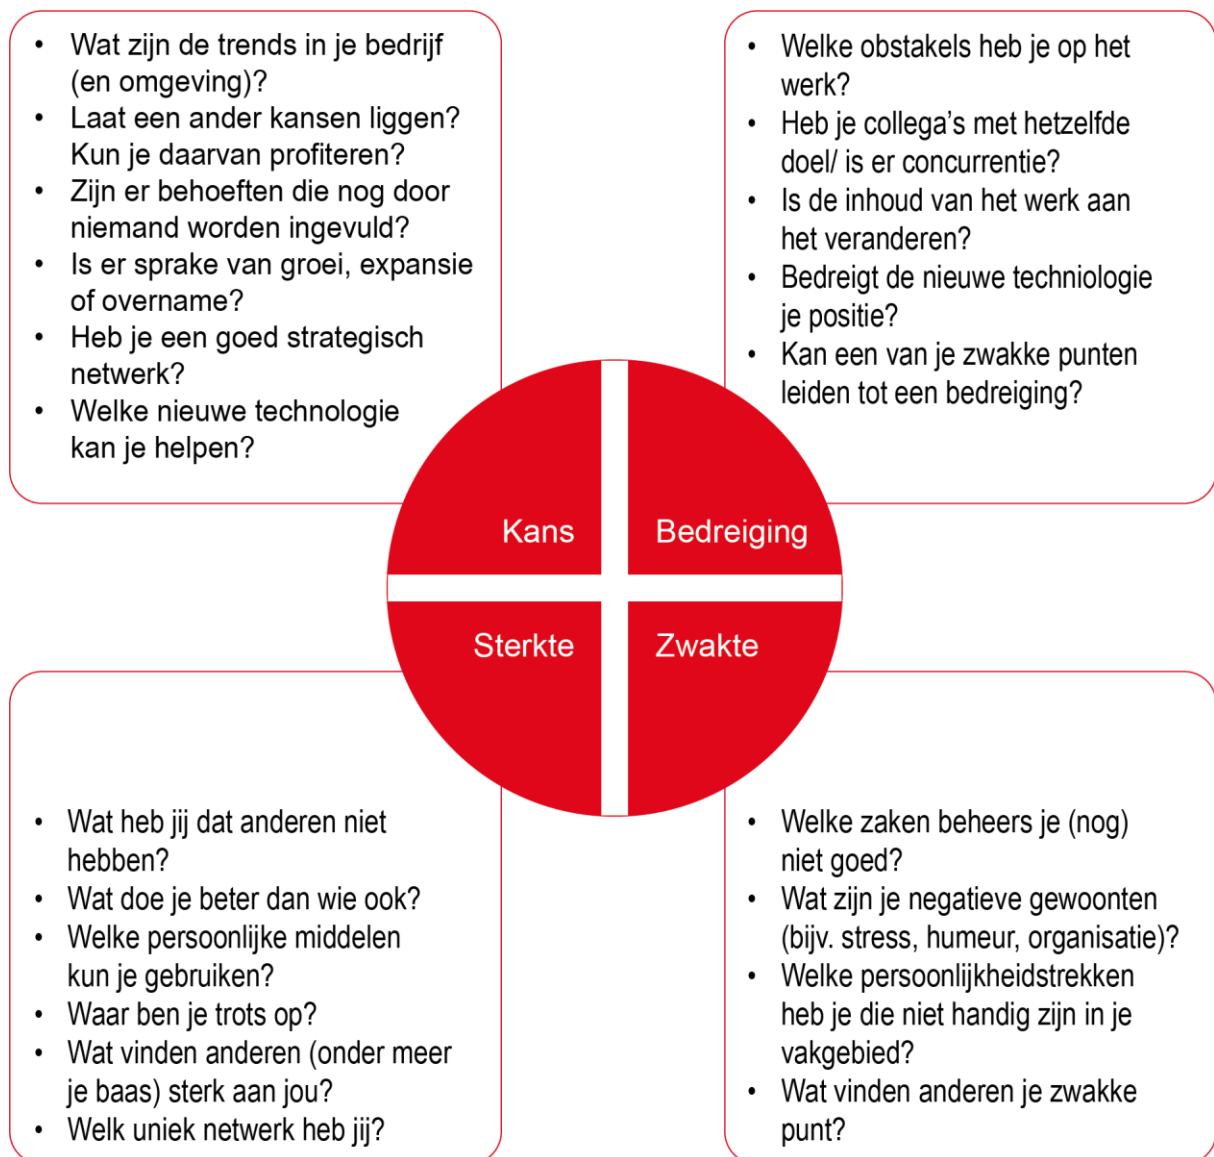 • Wat zijn de trends in je bedrijf
(en omgeving)?
• Laat een ander kansen liggen?
Kun je daarvan profiteren?
• Zijn er behoeften die nog door
niemand worden ingevuld?
• Is er sprake van groei, expansie
of overname?
• Heb je een goed strategisch
netwerk?
• Welke nieuwe technologie
kan je helpen?
• Welke obstakels heb je op het
werk?
• Heb je collega’s met hetzelfde
doel/ is er concurrentie?
• Is de inhoud van het werk aan
het veranderen?
• Bedreigt de nieuwe techniologie
je positie?
• Kan een van je zwakke punten
leiden tot een bedreiging?
Kans
Bedreiging
Sterkte
Zwakte
• Wat heb jij dat anderen niet
hebben?
• Wat doe je beter dan wie ook?
• Welke persoonlijke middelen
kun je gebruiken?
• Waar ben je trots op?
• Wat vinden anderen (onder meer
je baas) sterk aan jou?
• Welk uniek netwerk heb jij?
• Welke zaken beheers je (nog)
niet goed?
• Wat zijn je negatieve gewoonten
(bijv. stress, humeur, organisatie)?
• Welke persoonlijkheidstrekken
heb je die niet handig zijn in je
vakgebied?
• Wat vinden anderen je zwakke
punt?